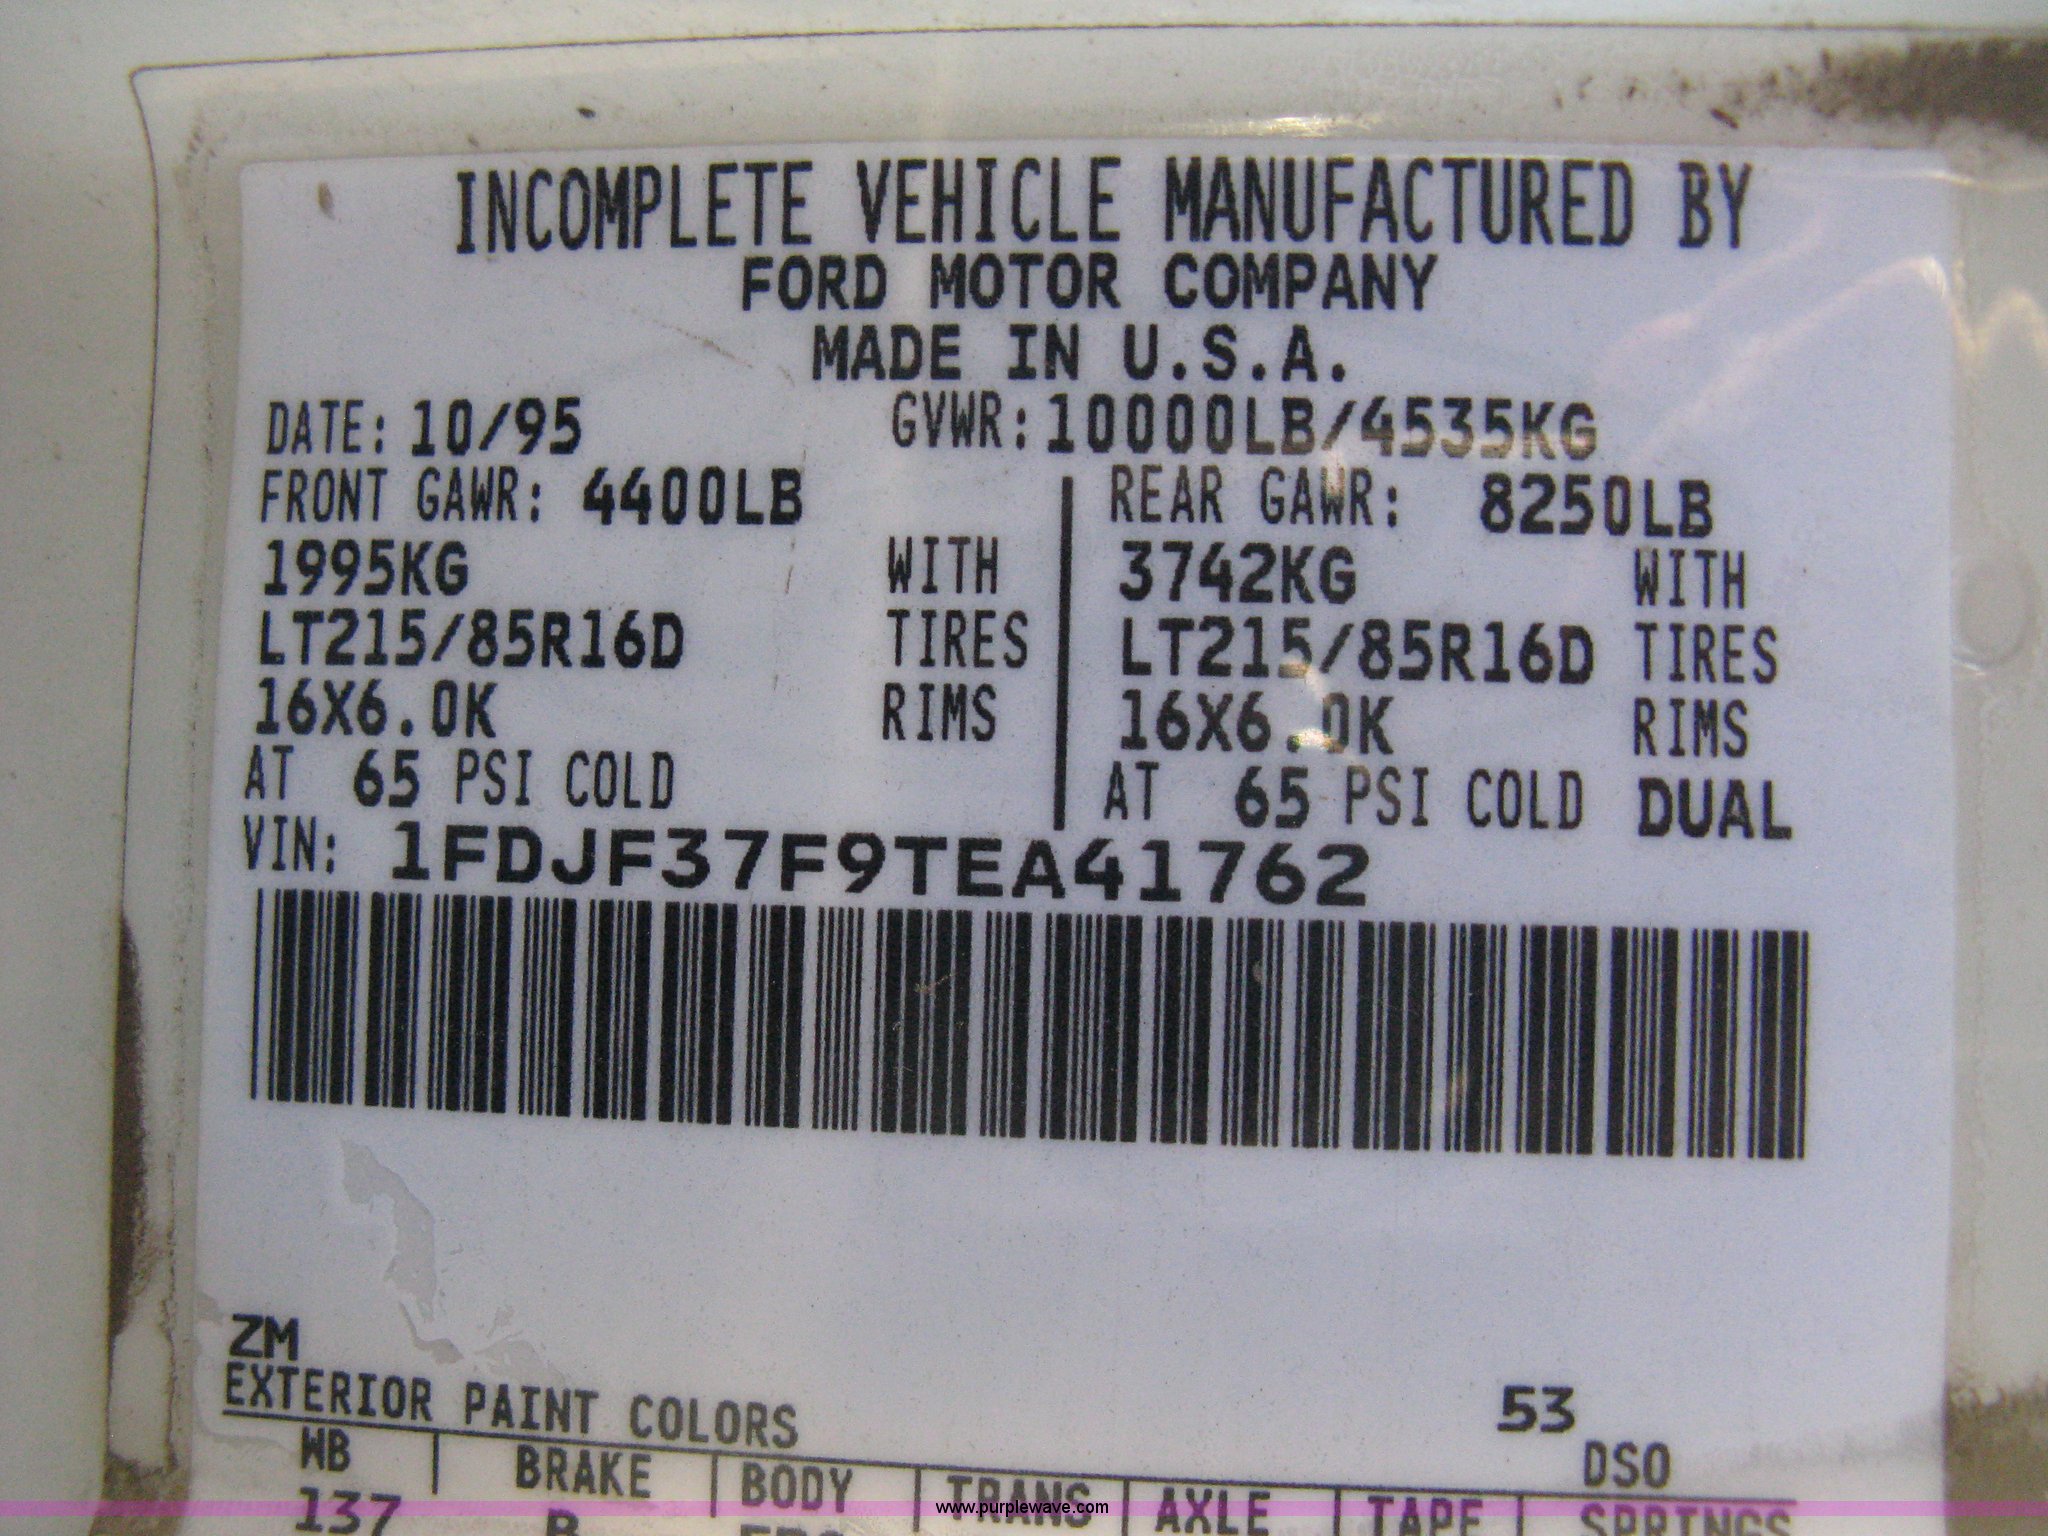 INCOMPLETE VEHICLE MANUFACTURED BY
FORD MOTOR COMPANY
MADE IN U.S.A.
DATE: 10/95 GVWR: 10000LB/4535KG
FRONT GAWR: 4400LB REAR GAWR: 8250LB
1995KG WITH 3742KG WITH
LT215/85R16D TIRES LT215/85R16D TIRES
16X6.0K RIMS 16X6.0K RIMS
AT 65 PSI COLD AT 65 PSI COLD DUAL
VIN: 1FDJF37F9TEA41762
ZM
EXTERIOR PAINT COLORS 53 DSO
WB BRAKE BODY TRANS AXLE TAPE SPRINGS
137 B
www.purplewave.com